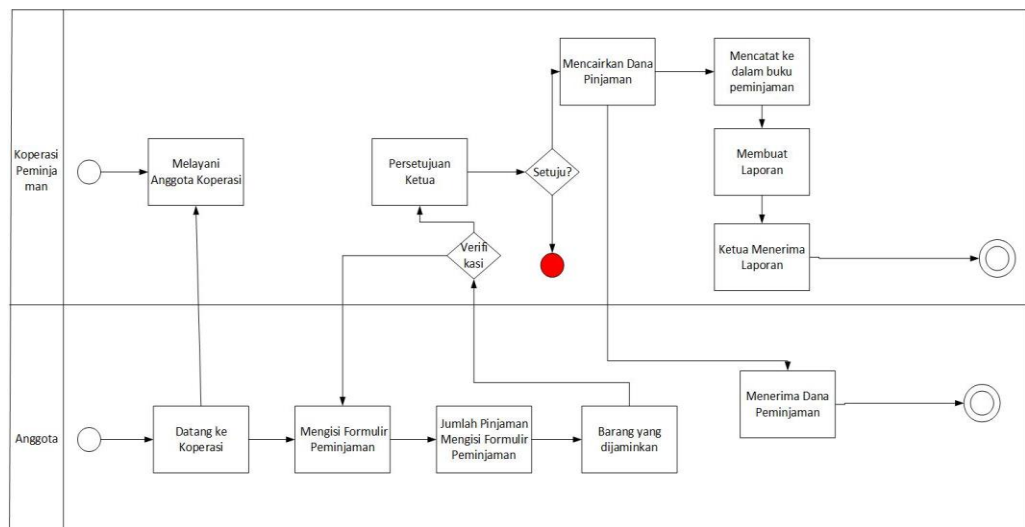 Koperasi
Peminja
man
Melayani
Anggota Koperasi
Persetujuan
Ketua
Verifi
kasi
Setuju?
Mencairkan Dana
Pinjaman
Mencatat ke
dalam buku
peminjaman
Membuat
Laporan
Ketua Menerima
Laporan
Anggota
Datang ke
Koperasi
Mengisi Formulir
Peminjaman
Jumlah Pinjaman
Mengisi Formulir
Peminjaman
Barang yang
dijaminkan
Menerima Dana
Peminjaman